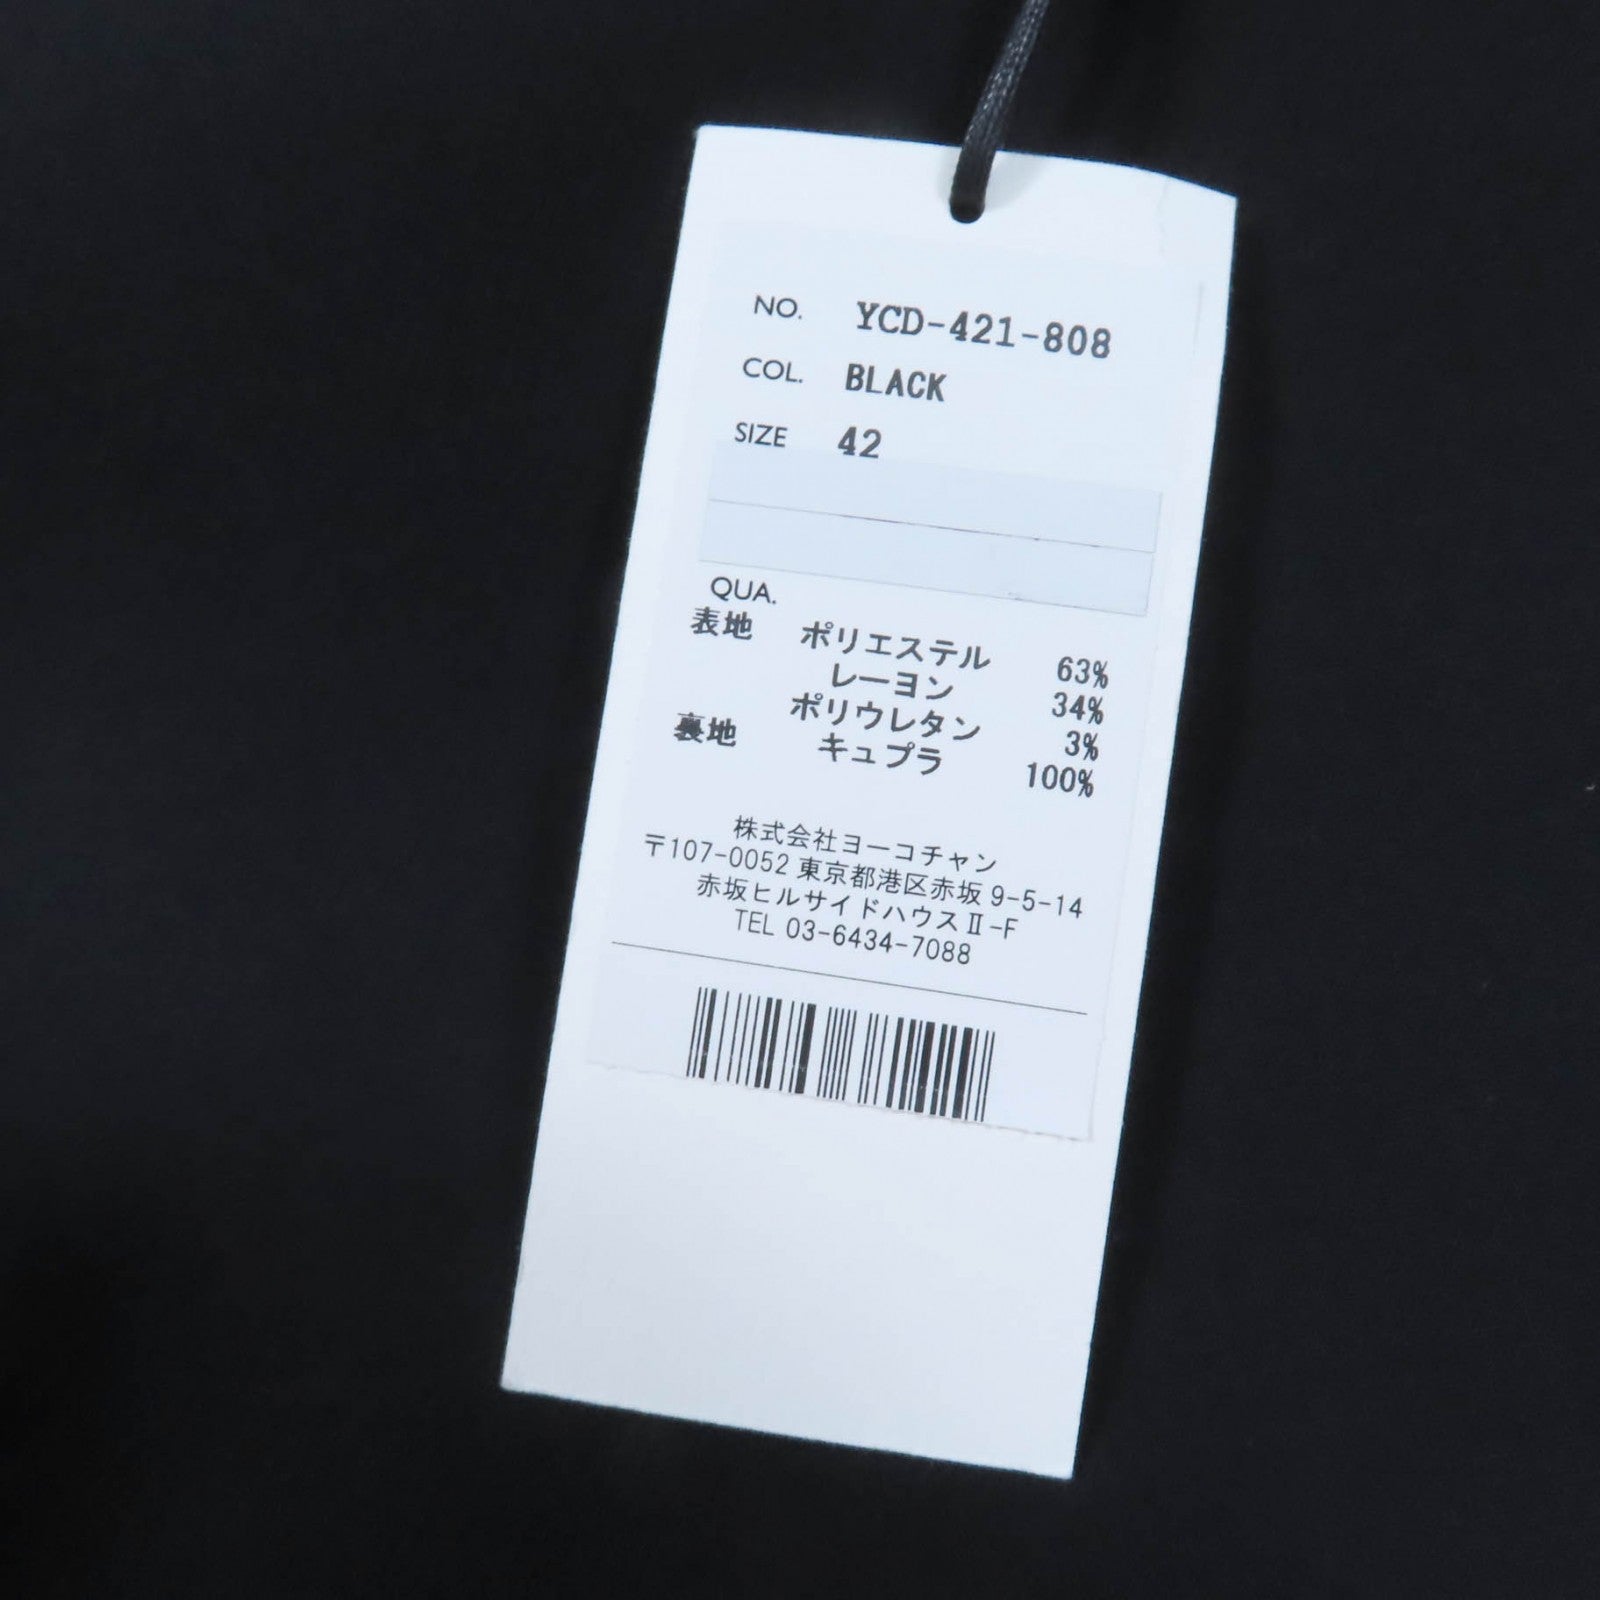 NO. YCD-421-808
COL. BLACK
SIZE 42
QUA.
表地 ポリエステル 63%
レーヨン 34%
ポリウレタン 3%
裏地 キュプラ 100%
株式会社ヨーコチャン
〒107-0052 東京都港区赤坂 9-5-14
赤坂ヒルサイドハウスⅡ-F
TEL 03-6434-7088